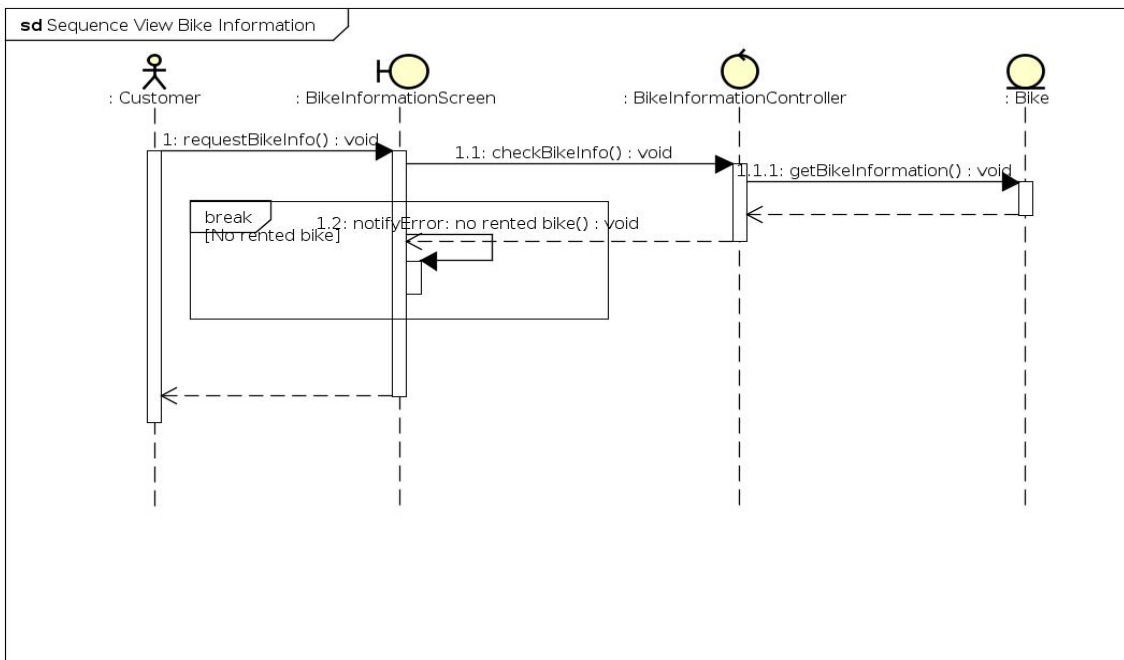 sd Sequence View Bike Information
: Customer
: BikeInformationScreen
: BikeInformationController
: Bike
1: requestBikeInfo() : void
1.1: checkBikeInfo() : void
1.1.1: getBikeInformation() : void
break
1.2: notifyError: no rented bike() : void
[No rented bike]